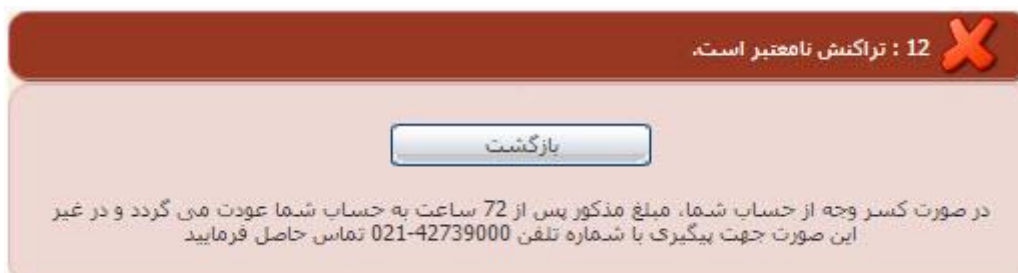 12 : تراکنش نامعتبر است.
بازگشت
در صورت کسر وجه از حساب شما، مبلغ مذکور پس از 72 ساعت به حساب شما عودت می گردد و در غیر
این صورت جهت پیگیری با شماره تلفن 42739000-021 تماس حاصل فرمایید